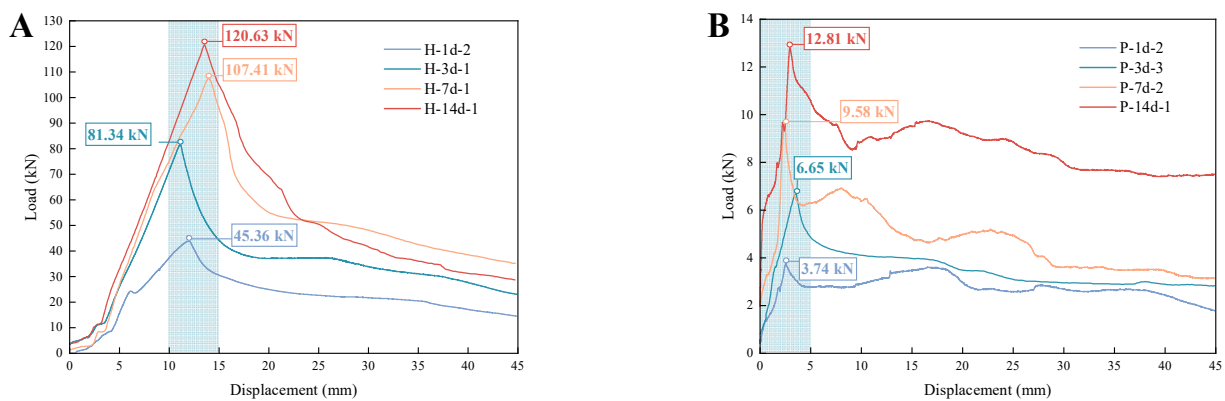 A
130
120
110
100
90
80
70
60
50
40
30
20
10
0
Load (kN)
120.63 kN
107.41 kN
81.34 kN
45.36 kN
H-1d-2
H-3d-1
H-7d-1
H-14d-1
0 5 10 15 20 25 30 35 40 45
Displacement (mm)
B
14
12
10
8
6
4
2
0
Load (kN)
12.81 kN
9.58 kN
6.65 kN
3.74 kN
P-1d-2
P-3d-3
P-7d-2
P-14d-1
0 5 10 15 20 25 30 35 40 45
Displacement (mm)